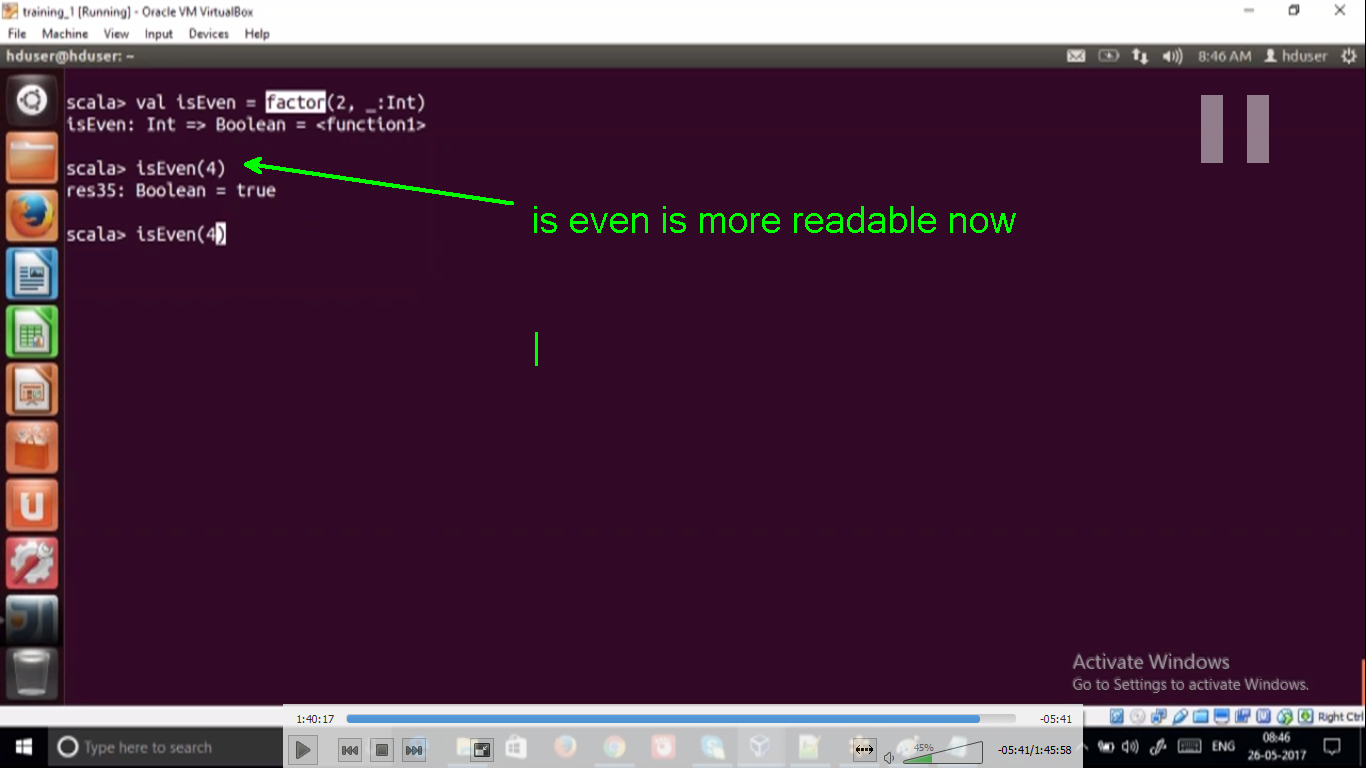 training_1 [Running] - Oracle VM VirtualBox
File Machine View Input Devices Help
hduser@hduser: ~ 8:46 AM hduser
scala> val isEven = factor(2, _:Int)
isEven: Int => Boolean = <function1>
scala> isEven(4)
res35: Boolean = true
is even is more readable now
scala> isEven(4)
Activate Windows
Go to Settings to activate Windows.
1:40:17 -05:41
Right Ctrl
Type here to search
45%
-05:41/1:45:58
ENG
08:46
26-05-2017